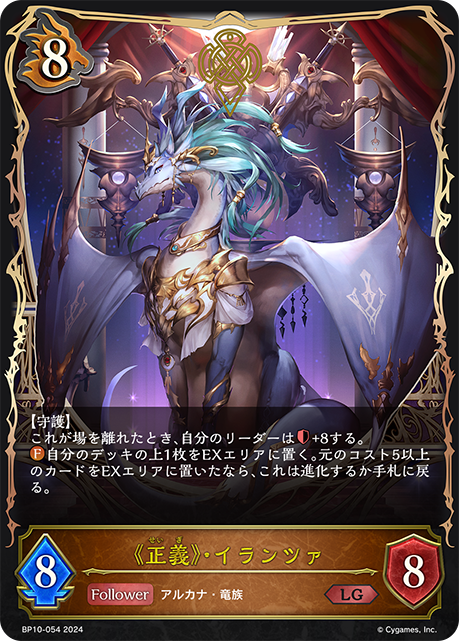 8
【守護】
これが場を離れたとき、自分のリーダーは+8する。
F 自分のデッキの上1枚をEXエリアに置く。元のコスト5以上
のカードをEXエリアに置いたなら、これは進化するか手札に戻
る。
せいぎ
《正義》・イランツァ
8
Follower アルカナ・竜族 LG
8
BP10-054 2024 © Cygames, Inc.